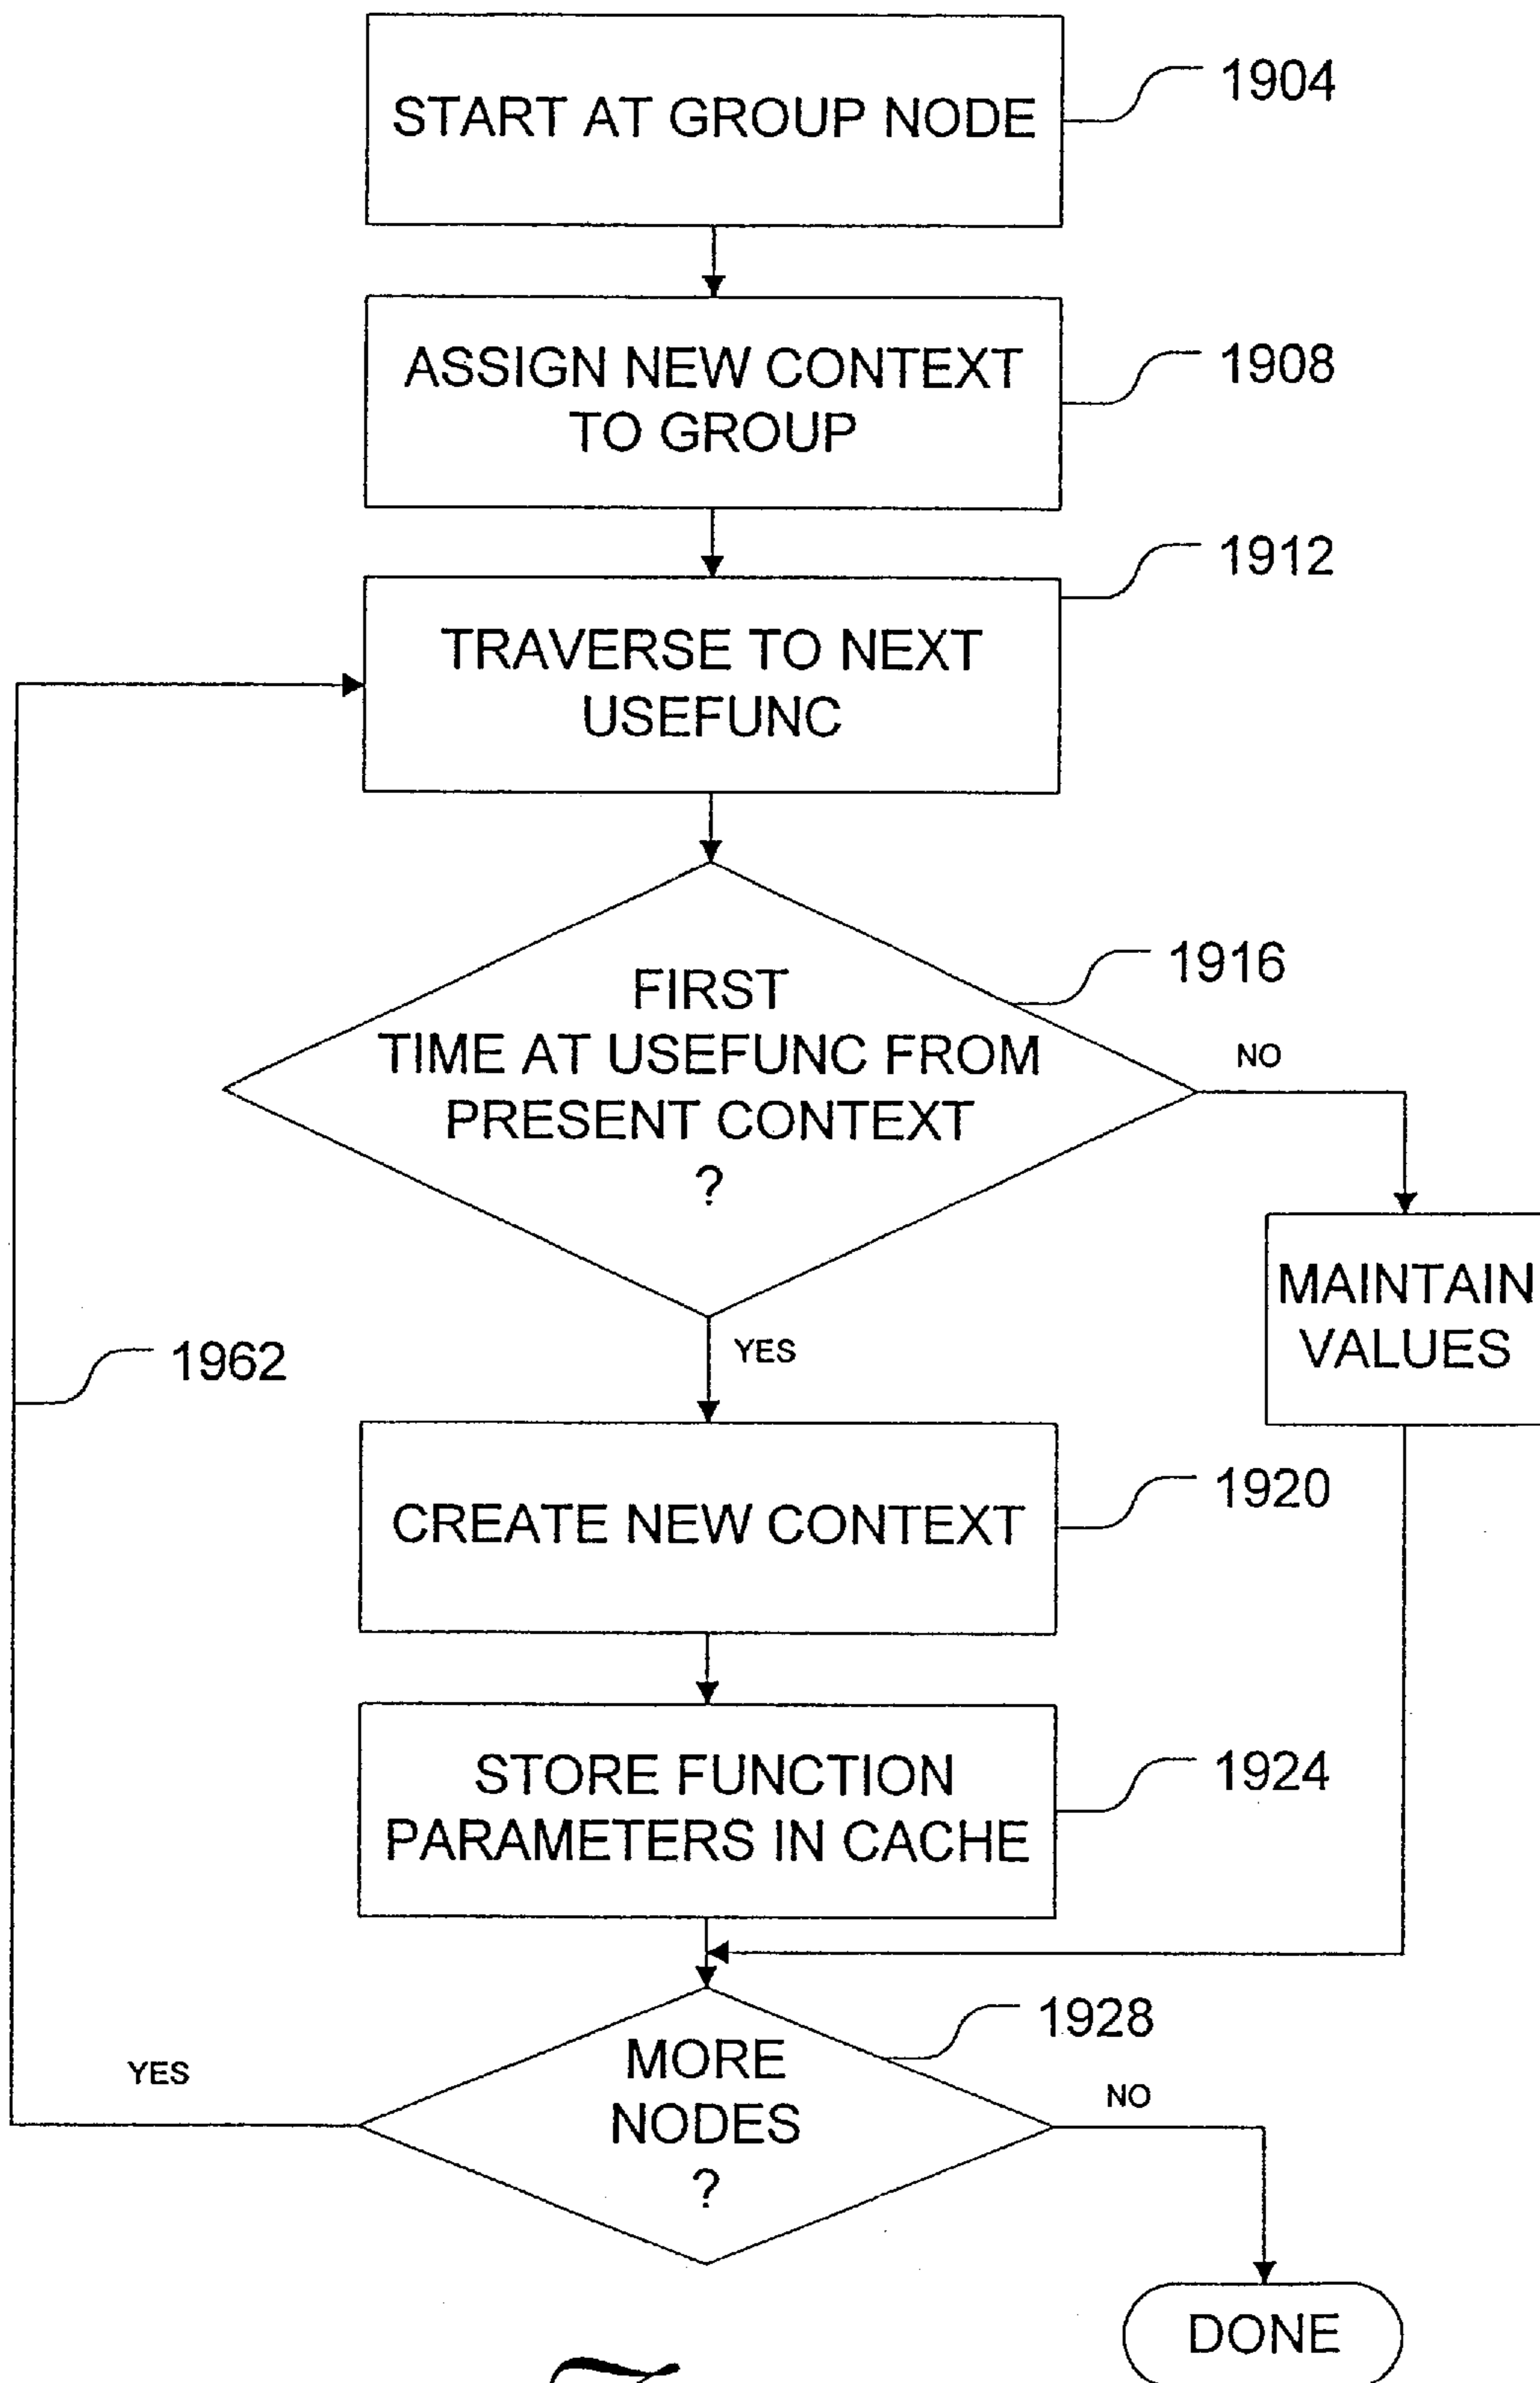 START AT GROUP NODE
1904
ASSIGN NEW CONTEXT
TO GROUP
1908
1912
TRAVERSE TO NEXT
USEFUNC
1916
FIRST
TIME AT USEFUNC FROM
PRESENT CONTEXT
?
NO
MAINTAIN
VALUES
YES
1962
CREATE NEW CONTEXT
1920
STORE FUNCTION
PARAMETERS IN CACHE
1924
1928
MORE
NODES
?
YES
NO
DONE